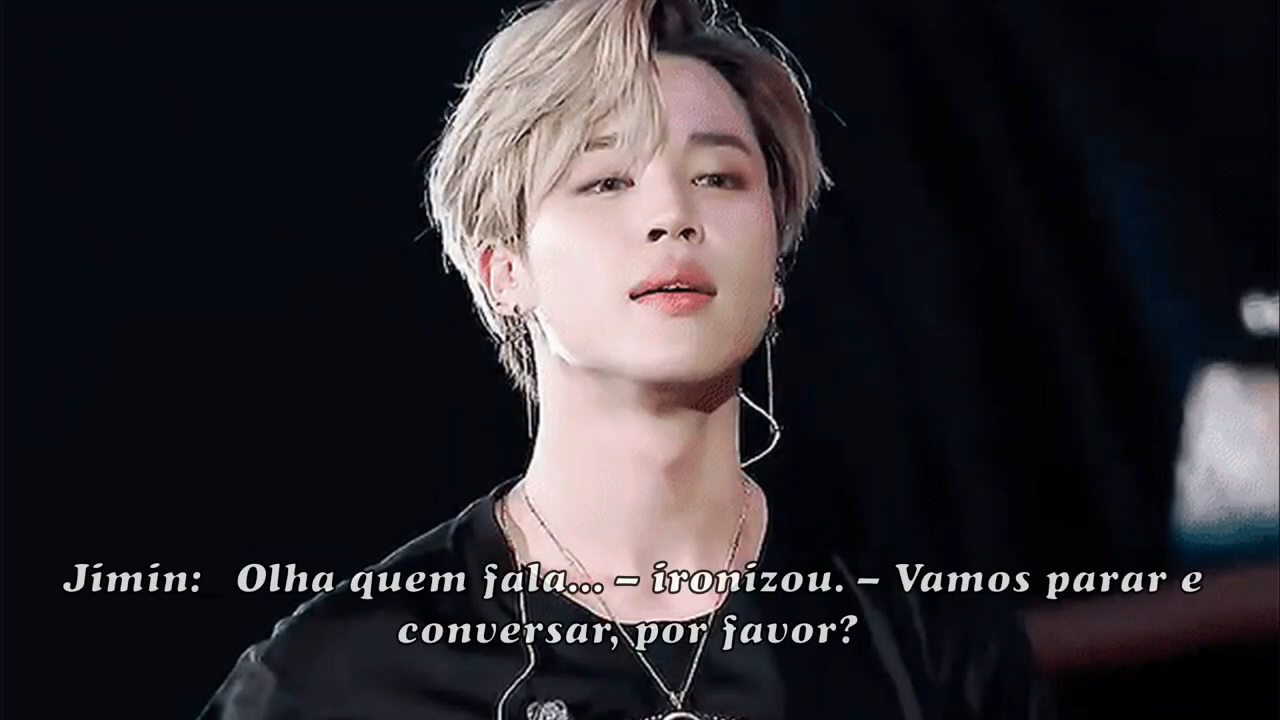 Jimin: Olha quem fala... – ironizou. – Vamos parar e
conversar, por favor?